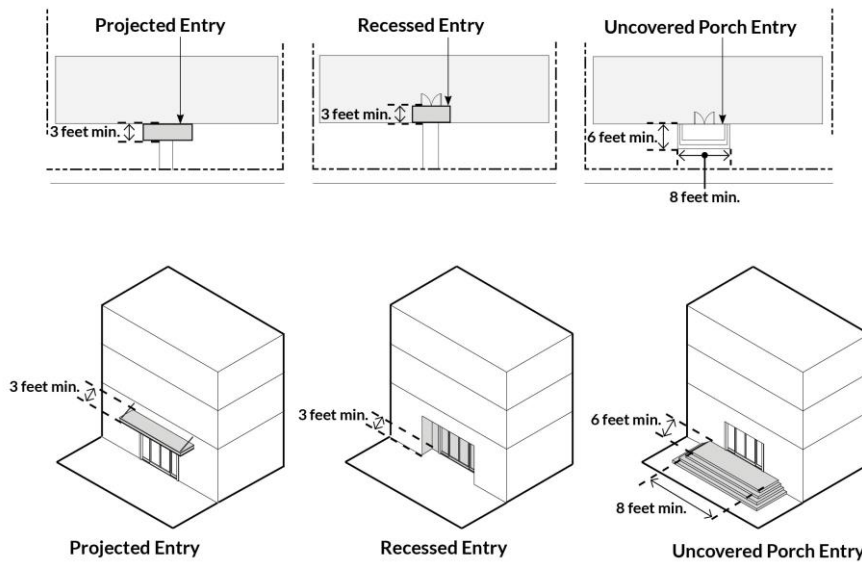 Projected Entry
Recessed Entry
Uncovered Porch Entry
3 feet min.
3 feet min.
6 feet min.
8 feet min.
3 feet min.
3 feet min.
6 feet min.
8 feet min.
Projected Entry
Recessed Entry
Uncovered Porch Entry